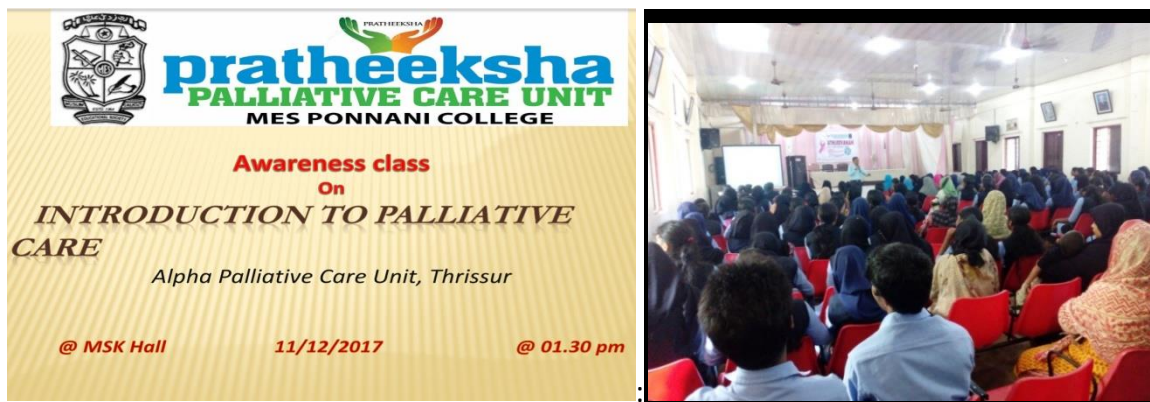 PRATHEEKSHA
pratheeksha
PALLIATIVE CARE UNIT
MES PONNANI COLLEGE
Awareness class
On
INTRODUCTION TO PALLIATIVE
CARE
Alpha Palliative Care Unit, Thrissur
@ MSK Hall 11/12/2017 @ 01.30 pm
: